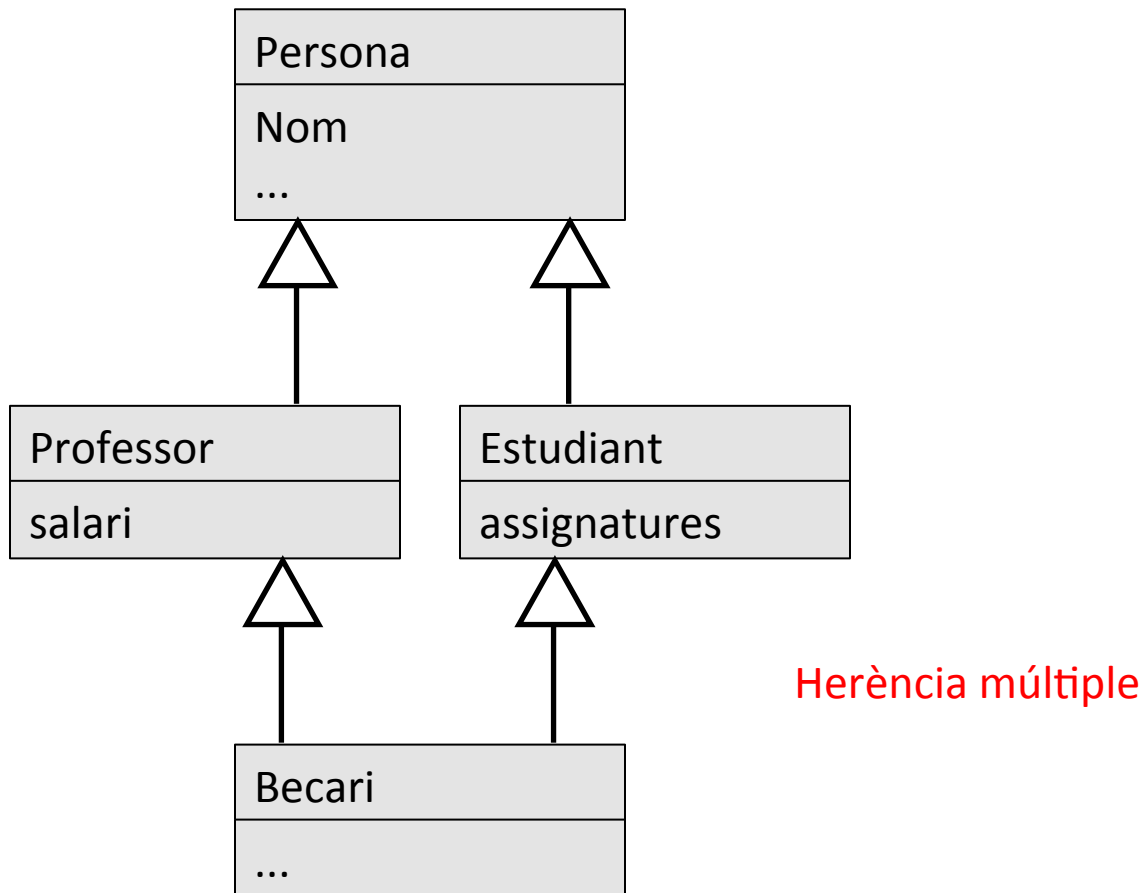 Persona
Nom
...
Professor
salari
Estudiant
assignatures
Herència múltiple
Becari
...